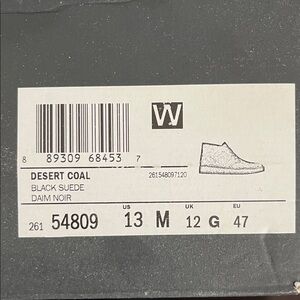 W
8 89309 68453 7
DESERT COAL 261548097120
BLACK SUEDE
DAIM NOIR
US UK EU
261 54809 13 M 12 G 47